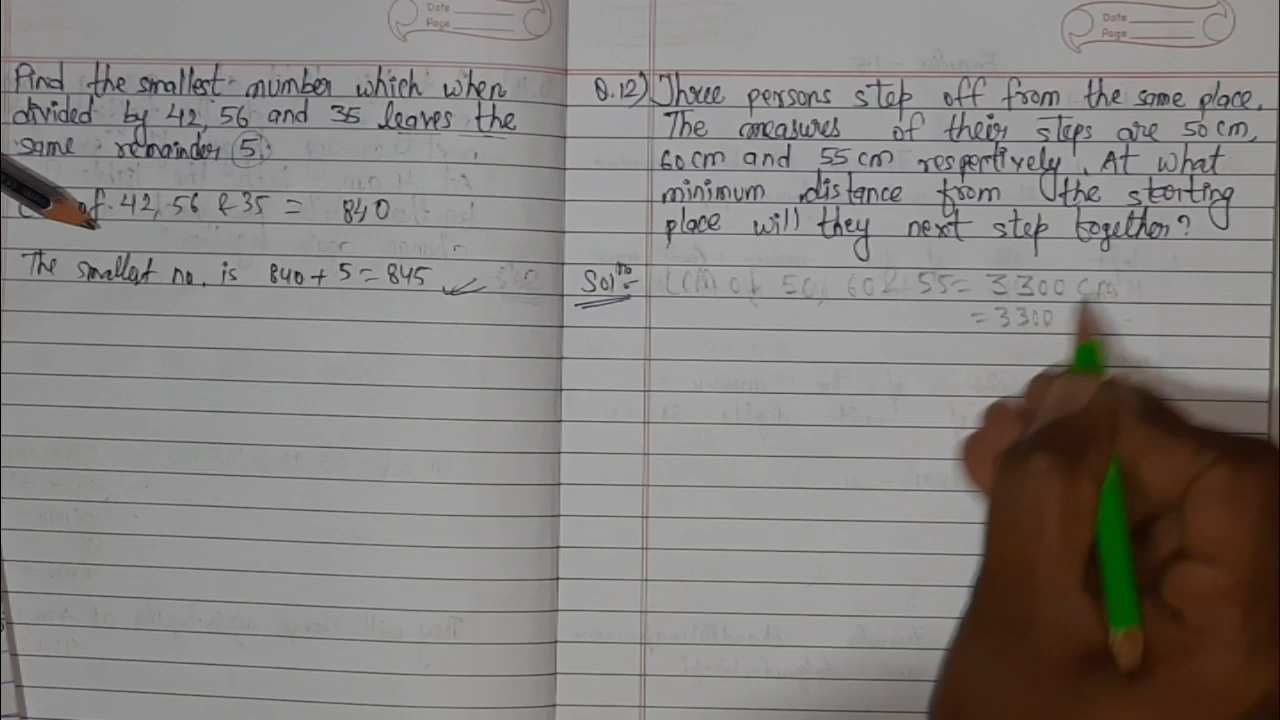 Date
Page
Find the smallest number which when
divided by 42, 56 and 35 leaves the
same remainder 5.
of 42, 56 & 35 = 840
The smallest no. is 840 + 5 = 845
Date
Page
Q.12) Three persons step off from the same place.
The measures of their steps are 50 cm,
60 cm and 55 cm respertively. At what
minimum distance from the storting
place will they next step together?
Solno:- LCM of 50, 60 & 55 = 3300 cm
= 3300